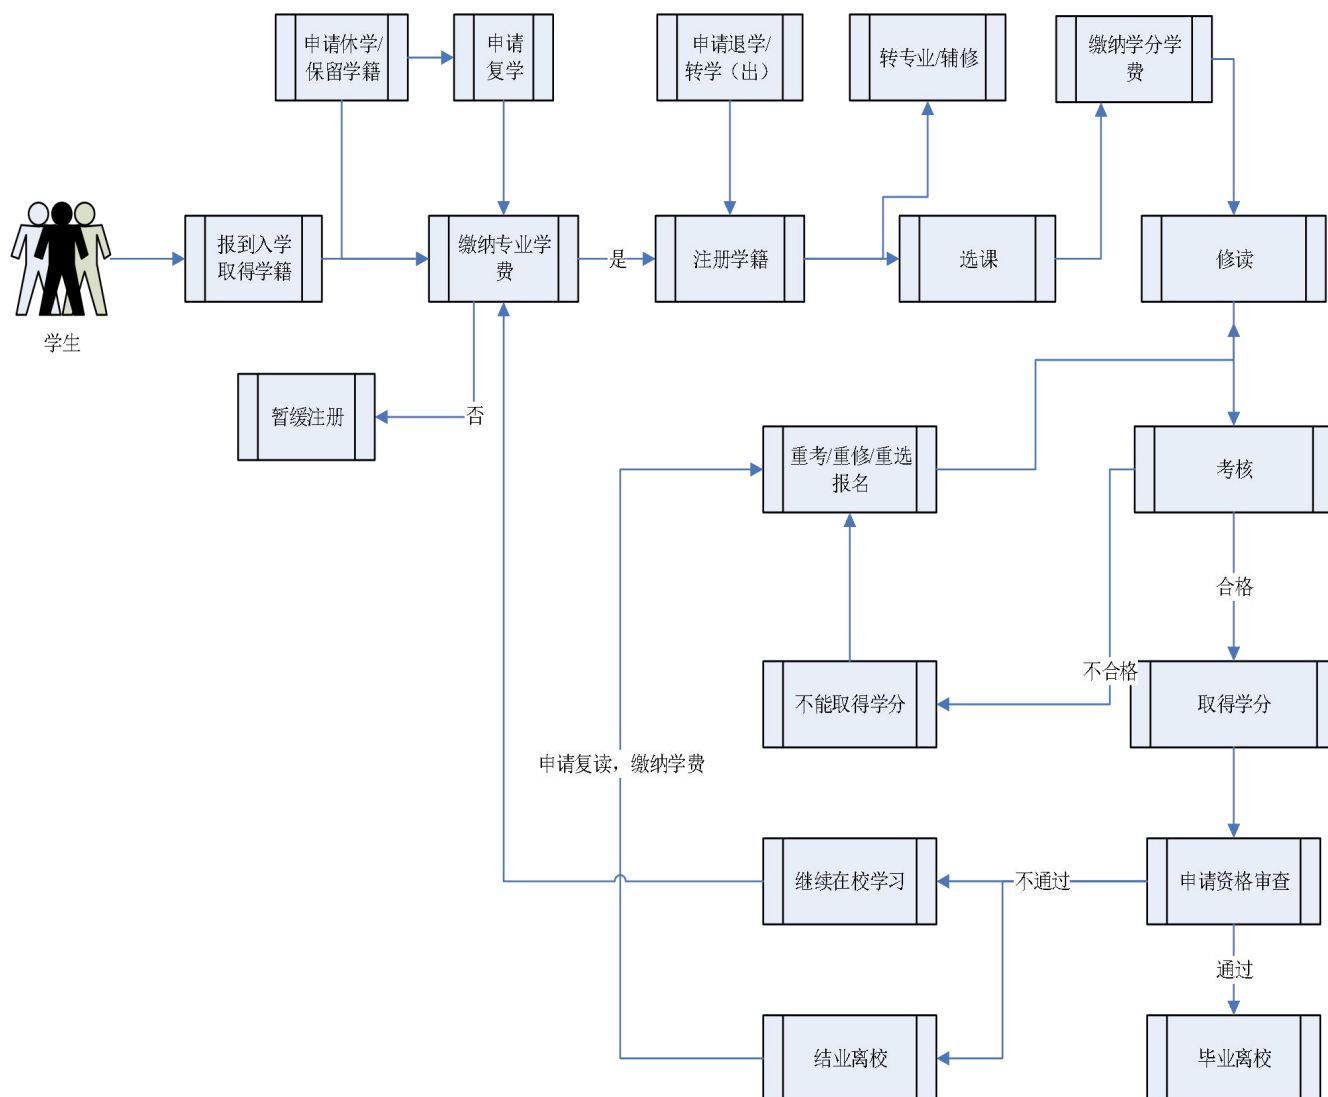 申请休学/
保留学籍
申请
复学
申请退学/
转学（出）
转专业/辅修
缴纳学分学
费
报到入学
取得学籍
缴纳专业学
费
是
注册学籍
选课
修读
学生
暂缓注册
否
重考/重修/重选
报名
考核
合格
不合格
不能取得学分
取得学分
申请复读，缴纳学费
继续在校学习
不通过
申请资格审查
通过
结业离校
毕业离校